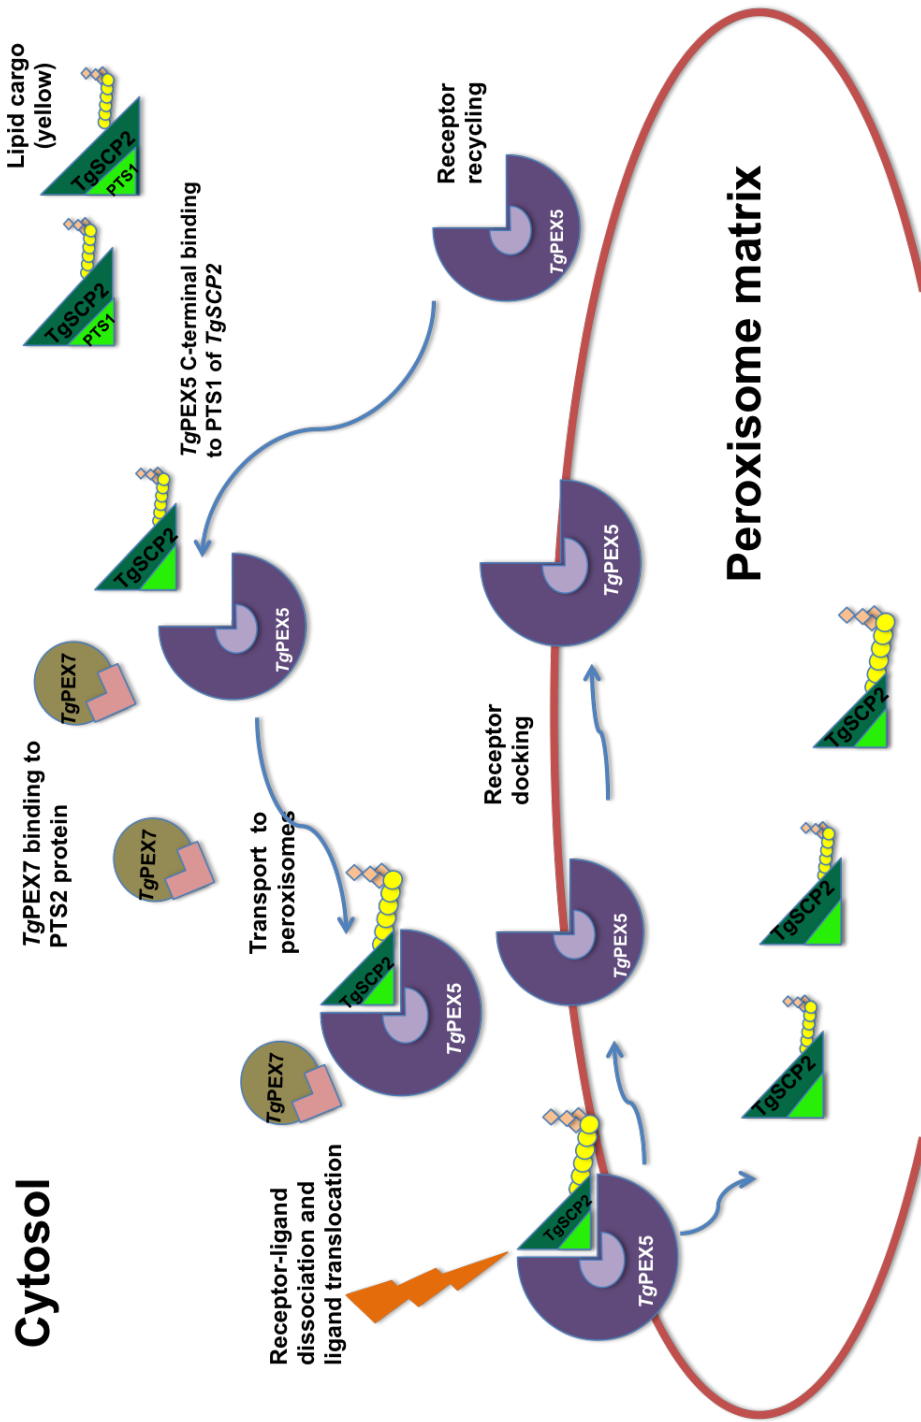 Cytosol
TgPEX7 binding to
PTS2 protein
Lipid cargo
(yellow)
TgPEX7
TgSCP2
PTS1
TgSCP2
PTS1
TgPEX7
TgSCP2
TgPEX5 C-terminal binding
to PTS1 of TgSCP2
Transport to
peroxisomes
TgPEX5
TgPEX7
Receptor-ligand
dissociation and
ligand translocation
TgSCP2
TgPEX5
Receptor
recycling
TgPEX5
Receptor
docking
TgSCP2
TgPEX5
TgPEX5
TgPEX5
Peroxisome matrix
TgSCP2
TgSCP2
TgSCP2